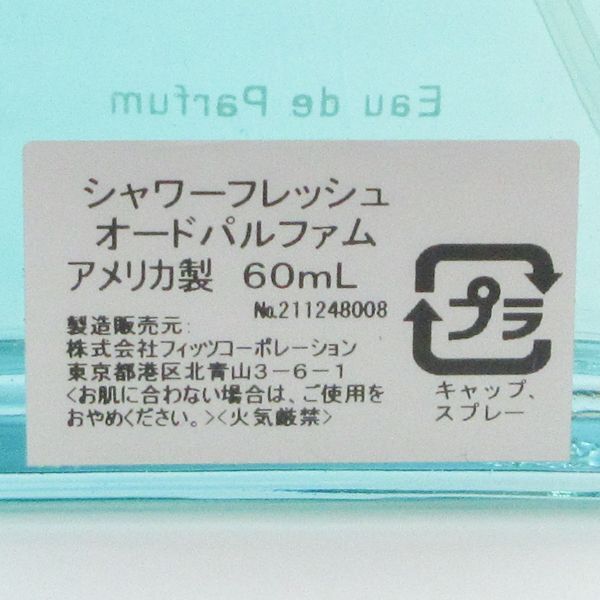 Eau de Parfum
シャワーフレッシュ
オードパルファム
アメリカ製 60mL
№211248008
製造販売元:
株式会社フィッツコーポレーション
東京都港区北青山3-6-1
<お肌に合わない場合は、ご使用を
おやめください。><火気厳禁>
プラ
キャップ、
スプレー